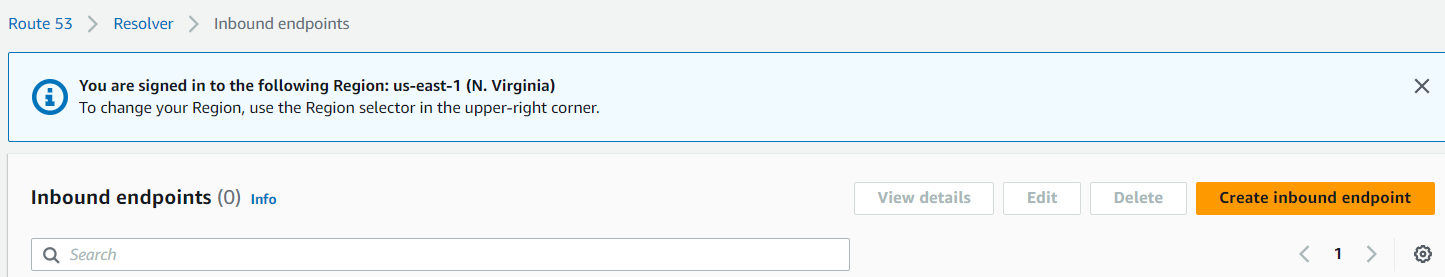 Route 53 > Resolver > Inbound endpoints
You are signed in to the following Region: us-east-1 (N. Virginia)
To change your Region, use the Region selector in the upper-right corner.
Inbound endpoints (0) Info View details Edit Delete Create inbound endpoint
Search 1